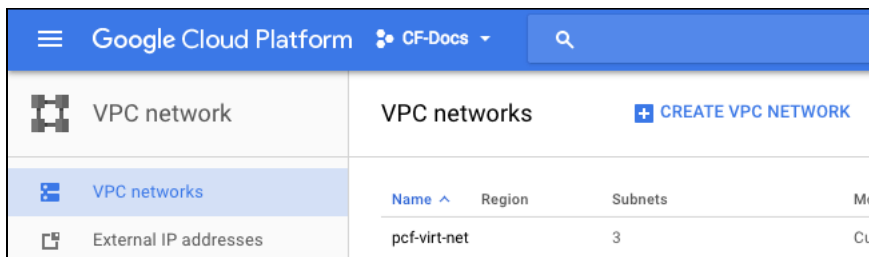 Google Cloud Platform CF-Docs
VPC network
VPC networks CREATE VPC NETWORK
VPC networks
External IP addresses
Name Region Subnets
pcf-virt-net 3